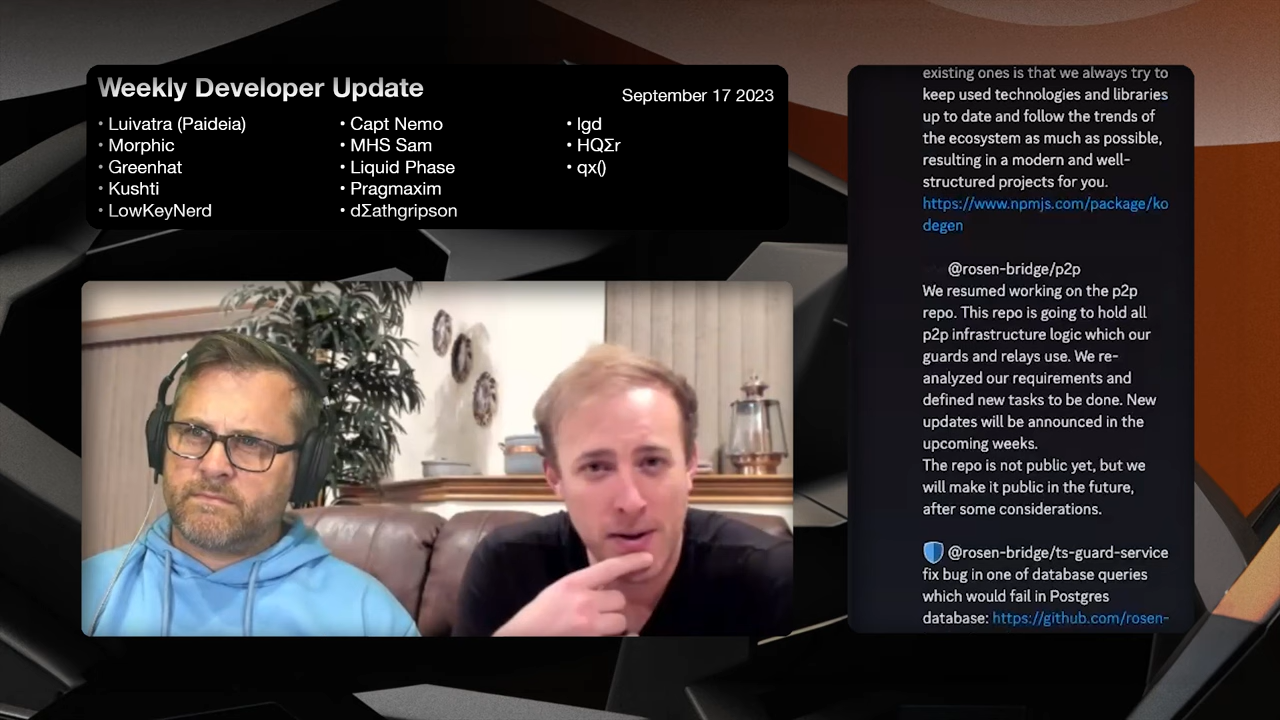 Weekly Developer Update
September 17 2023
• Luivatra (Paideia)
• Morphic
• Greenhat
• Kushti
• LowKeyNerd
• Capt Nemo
• MHS Sam
• Liquid Phase
• Pragmaxim
• dΣathgripson
• lgd
• HQΣr
• qx()
existing ones is that we always try to
keep used technologies and libraries
up to date and follow the trends of
the ecosystem as much as possible,
resulting in a modern and well-
structured projects for you.
https://www.npmjs.com/package/ko
degen
@rosen-bridge/p2p
We resumed working on the p2p
repo. This repo is going to hold all
p2p infrastructure logic which our
guards and relays use. We re-
analyzed our requirements and
defined new tasks to be done. New
updates will be announced in the
upcoming weeks.
The repo is not public yet, but we
will make it public in the future,
after some considerations.
@rosen-bridge/ts-guard-service
fix bug in one of database queries
which would fail in Postgres
database: https://github.com/rosen-